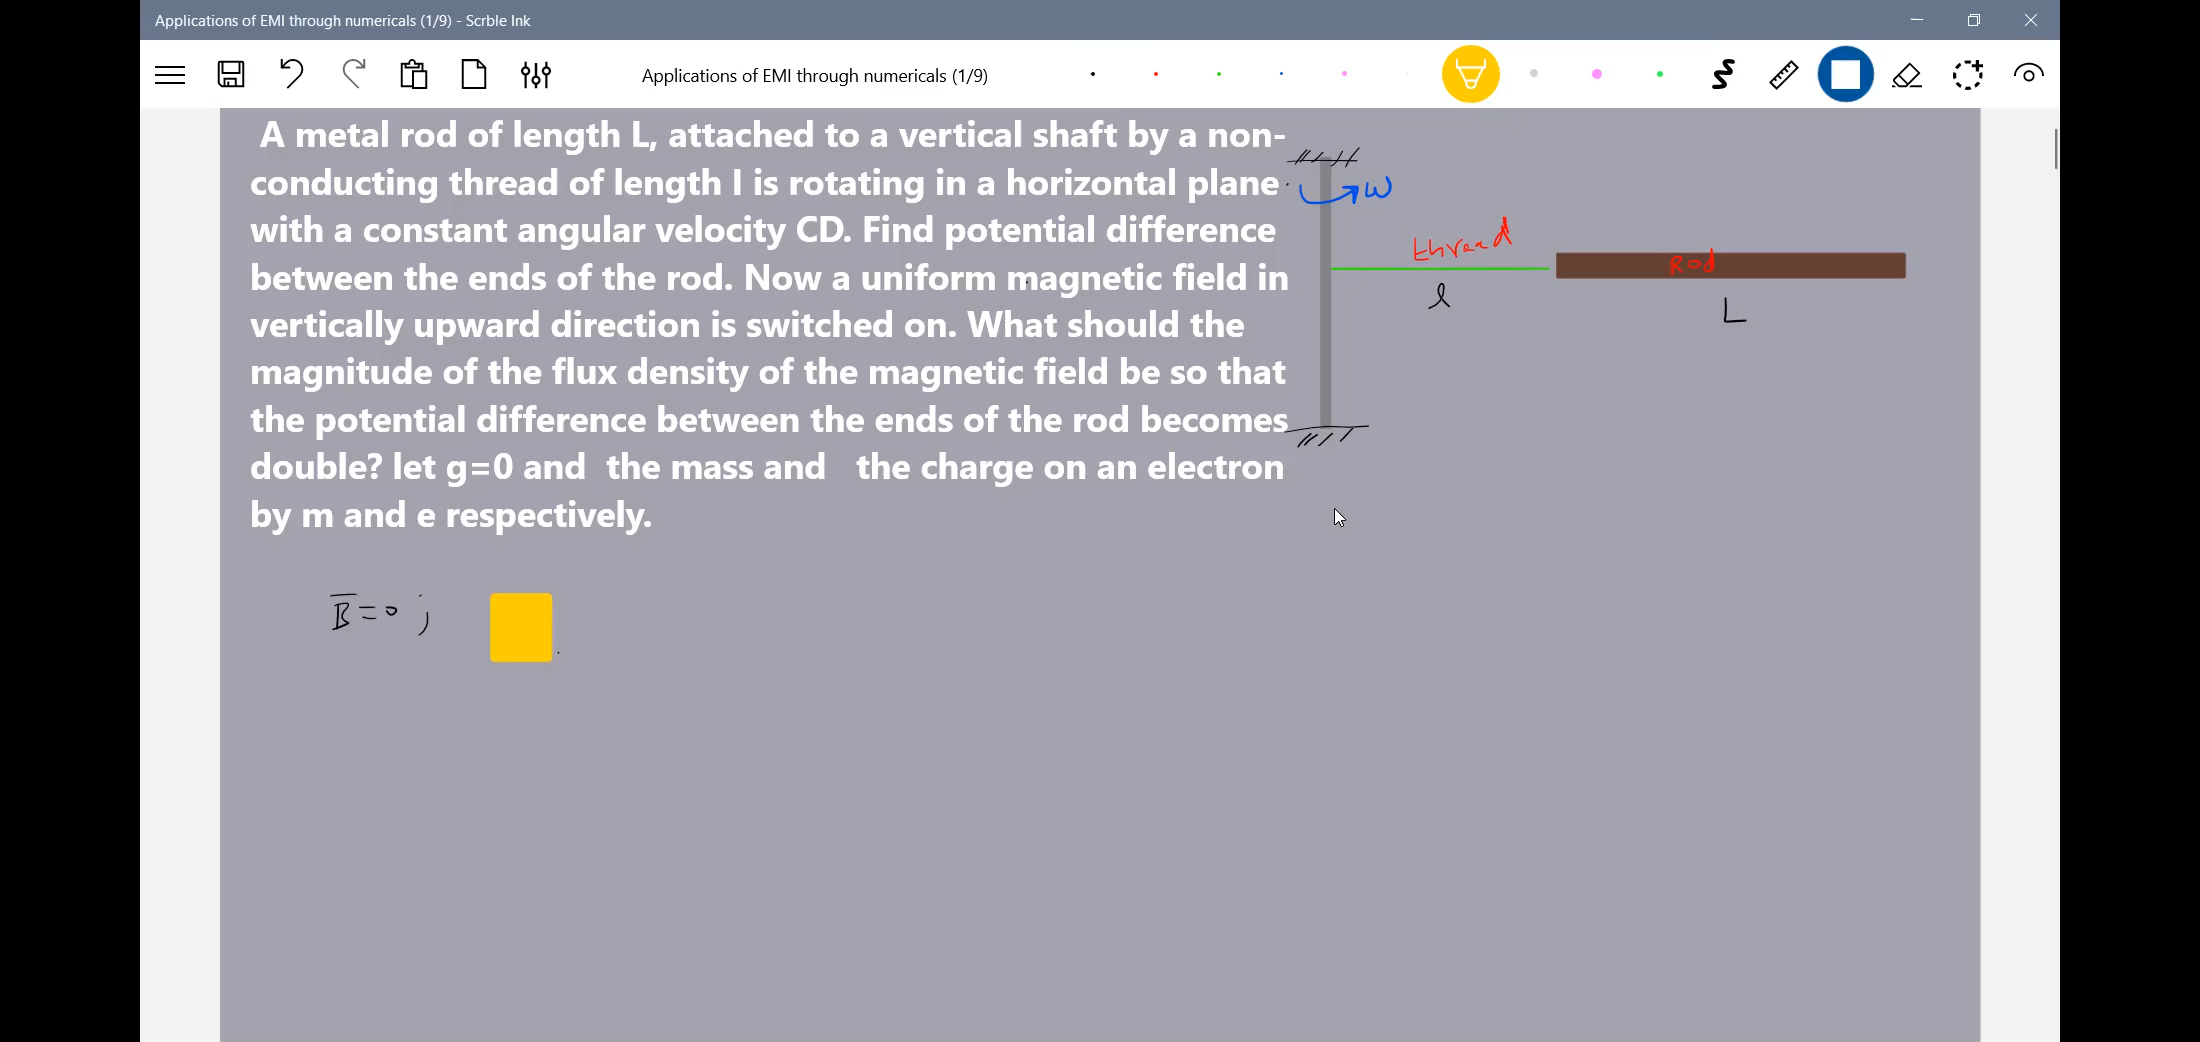 Applications of EMI through numericals (1/9) - Scrble Ink
Applications of EMI through numericals (1/9)
A metal rod of length L, attached to a vertical shaft by a non-
conducting thread of length l is rotating in a horizontal plane
with a constant angular velocity CD. Find potential difference
between the ends of the rod. Now a uniform magnetic field in
vertically upward direction is switched on. What should the
magnitude of the flux density of the magnetic field be so that
the potential difference between the ends of the rod becomes
double? let g=0 and the mass and the charge on an electron
by m and e respectively.
ω
thread
Rod
l
L
B̅=0 ;